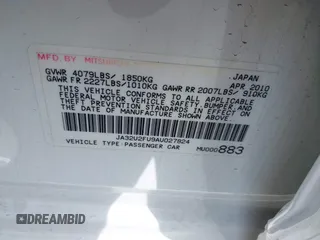 MITSUBISHI
JAPAN
GVWR 4079LBS/ 1850KG APR 2010
GAWR FR 2227LBS/1010KG GAWR RR 2007LBS/ 910KG
THIS VEHICLE CONFORMS TO ALL APPLICABLE
FEDERAL MOTOR VEHICLE SAFETY, BUMPER, AND
THEFT PREVENTION STANDARDS IN EFFECT ON
THE DATE OF MANUFACTURE SHOWN ABOVE.
JA32U2FU9AU027824
VEHICLE TYPE:PASSENGER CAR MU000883
DREAMBID.COM